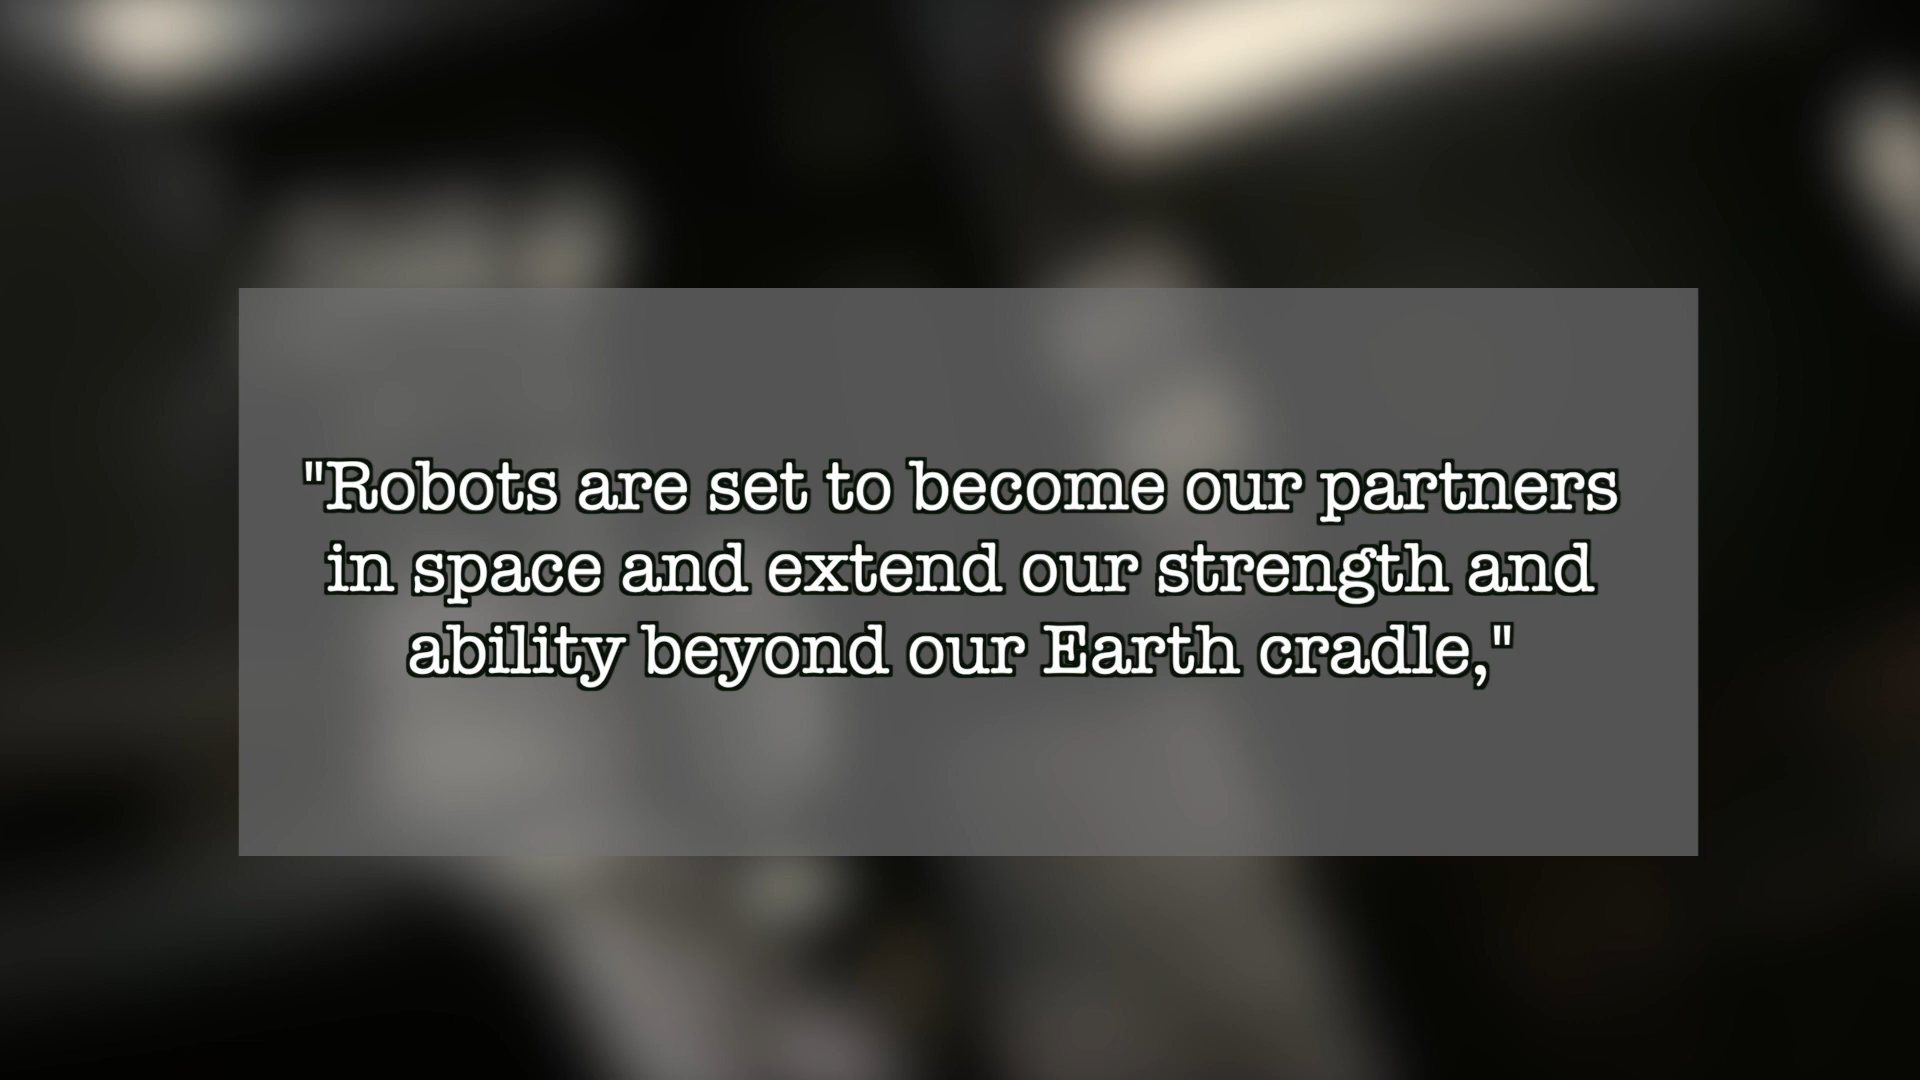 "Robots are set to become our partners
in space and extend our strength and
ability beyond our Earth cradle,"